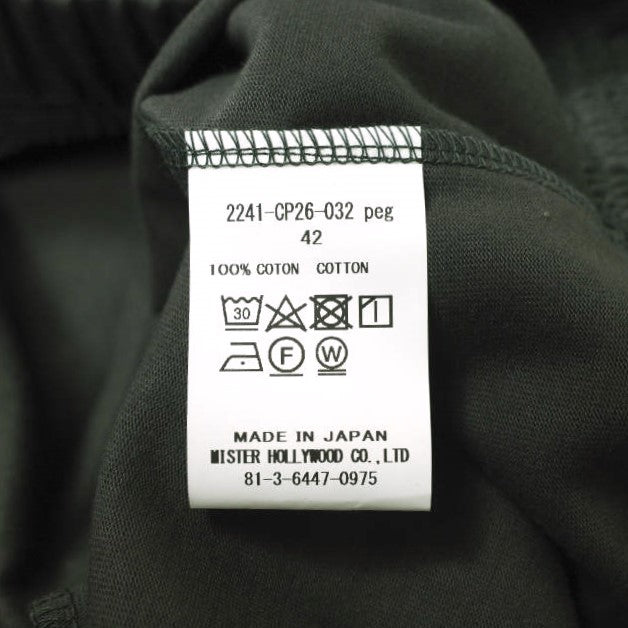 2241-CP26-032 peg
42
100% COTON COTTON
30
F W
MADE IN JAPAN
MISTER HOLLYWOOD CO.,LTD
81-3-6447-0975